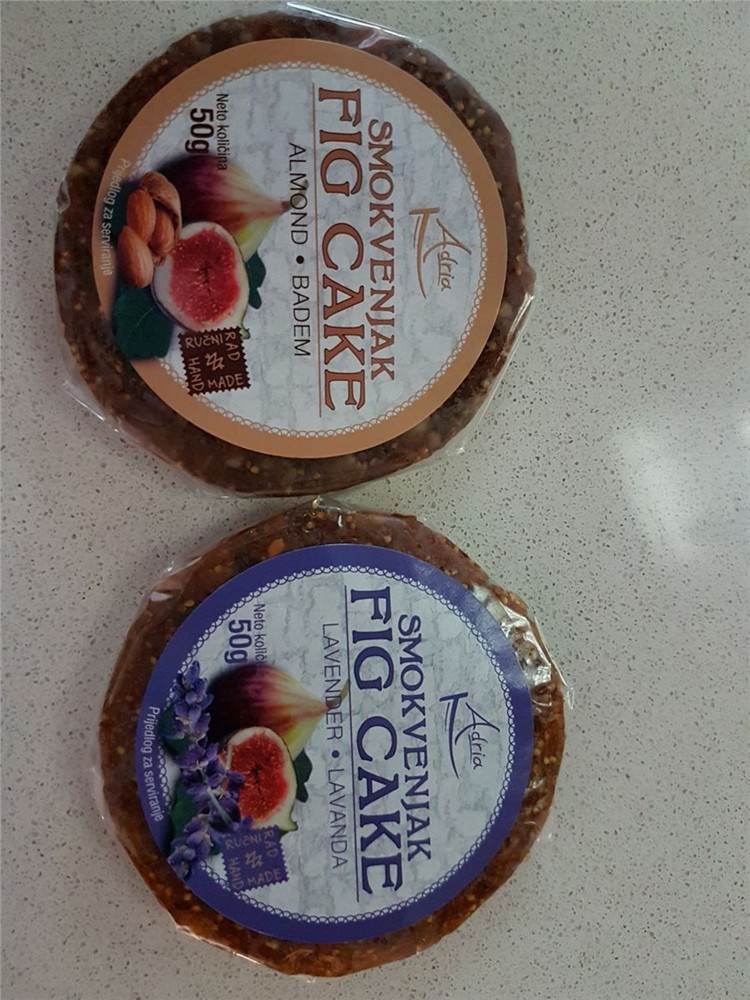 Adria
SMOKVENJAK
FIG CAKE
ALMOND • BADEM
Neto količina
50g
Prijedlog za serviranje
RUČNI RAD
HAND MADE
Adria
SMOKVENJAK
FIG CAKE
LAVENDER • LAVANDA
Neto količ
50g
Prijedlog za serviranje
RUČNI RAD
HAND MADE